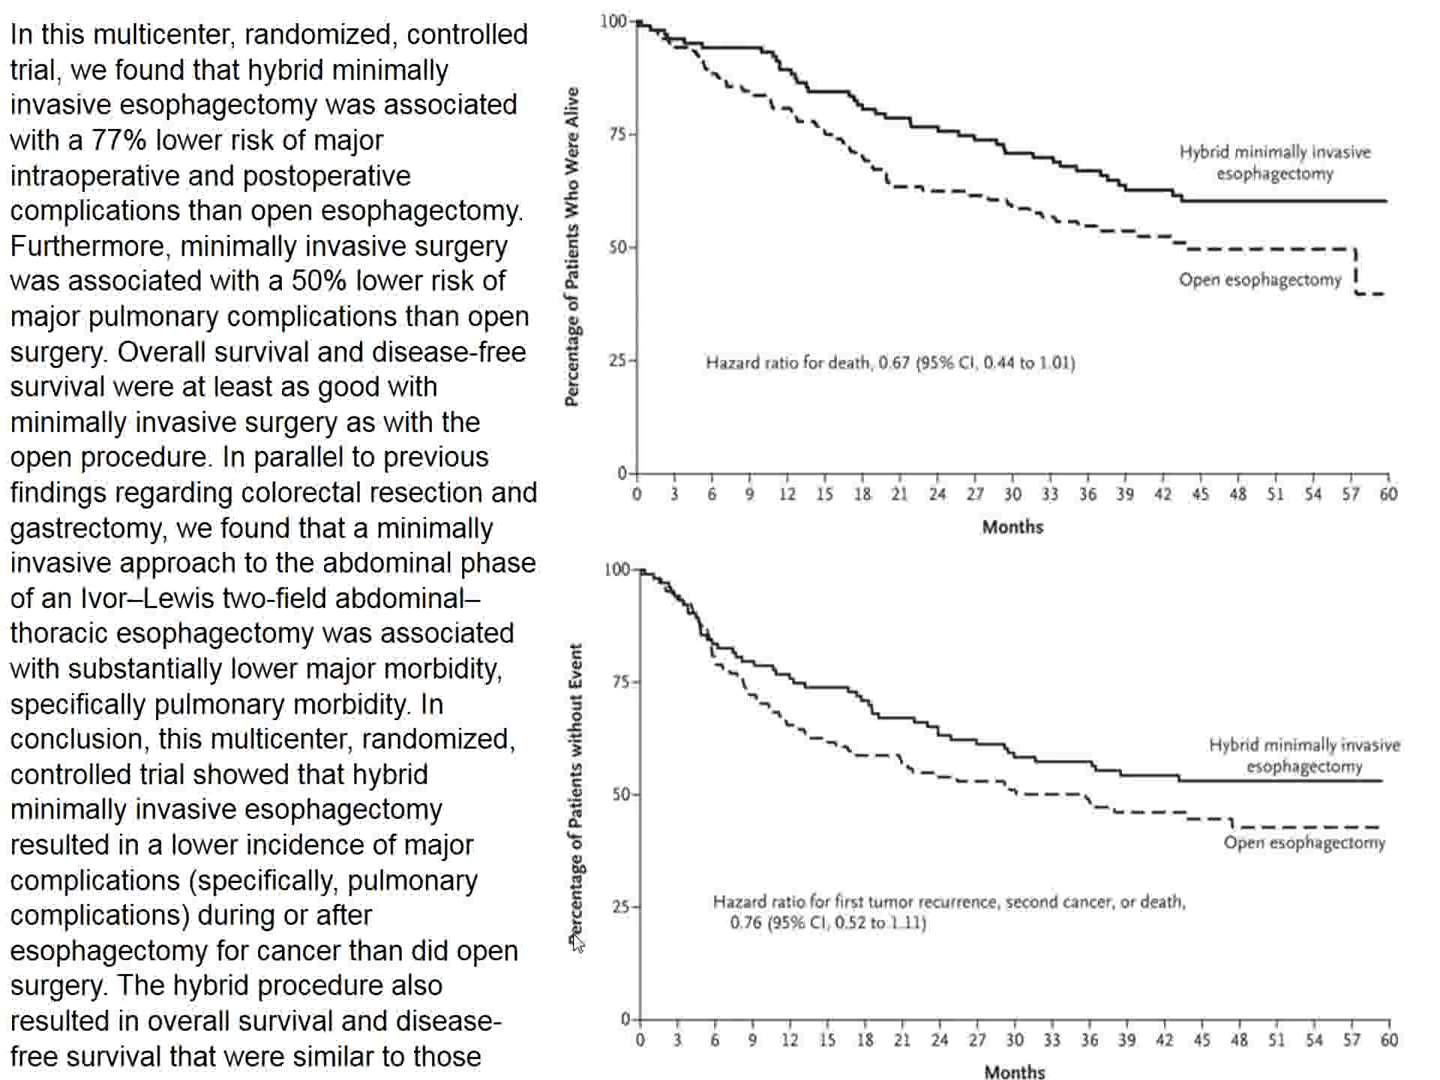 In this multicenter, randomized, controlled
trial, we found that hybrid minimally
invasive esophagectomy was associated
with a 77% lower risk of major
intraoperative and postoperative
complications than open esophagectomy.
Furthermore, minimally invasive surgery
was associated with a 50% lower risk of
major pulmonary complications than open
surgery. Overall survival and disease-free
survival were at least as good with
minimally invasive surgery as with the
open procedure. In parallel to previous
findings regarding colorectal resection and
gastrectomy, we found that a minimally
invasive approach to the abdominal phase
of an Ivor–Lewis two-field abdominal–
thoracic esophagectomy was associated
with substantially lower major morbidity,
specifically pulmonary morbidity. In
conclusion, this multicenter, randomized,
controlled trial showed that hybrid
minimally invasive esophagectomy
resulted in a lower incidence of major
complications (specifically, pulmonary
complications) during or after
esophagectomy for cancer than did open
surgery. The hybrid procedure also
resulted in overall survival and disease-
free survival that were similar to those
Percentage of Patients Who Were Alive
100
75
50
25
0
Hybrid minimally invasive
esophagectomy
Open esophagectomy
Hazard ratio for death, 0.67 (95% CI, 0.44 to 1.01)
0 3 6 9 12 15 18 21 24 27 30 33 36 39 42 45 48 51 54 57 60
Months
Percentage of Patients without Event
100
75
50
25
0
Hybrid minimally invasive
esophagectomy
Open esophagectomy
Hazard ratio for first tumor recurrence, second cancer, or death,
0.76 (95% CI, 0.52 to 1.11)
0 3 6 9 12 15 18 21 24 27 30 33 36 39 42 45 48 51 54 57 60
Months